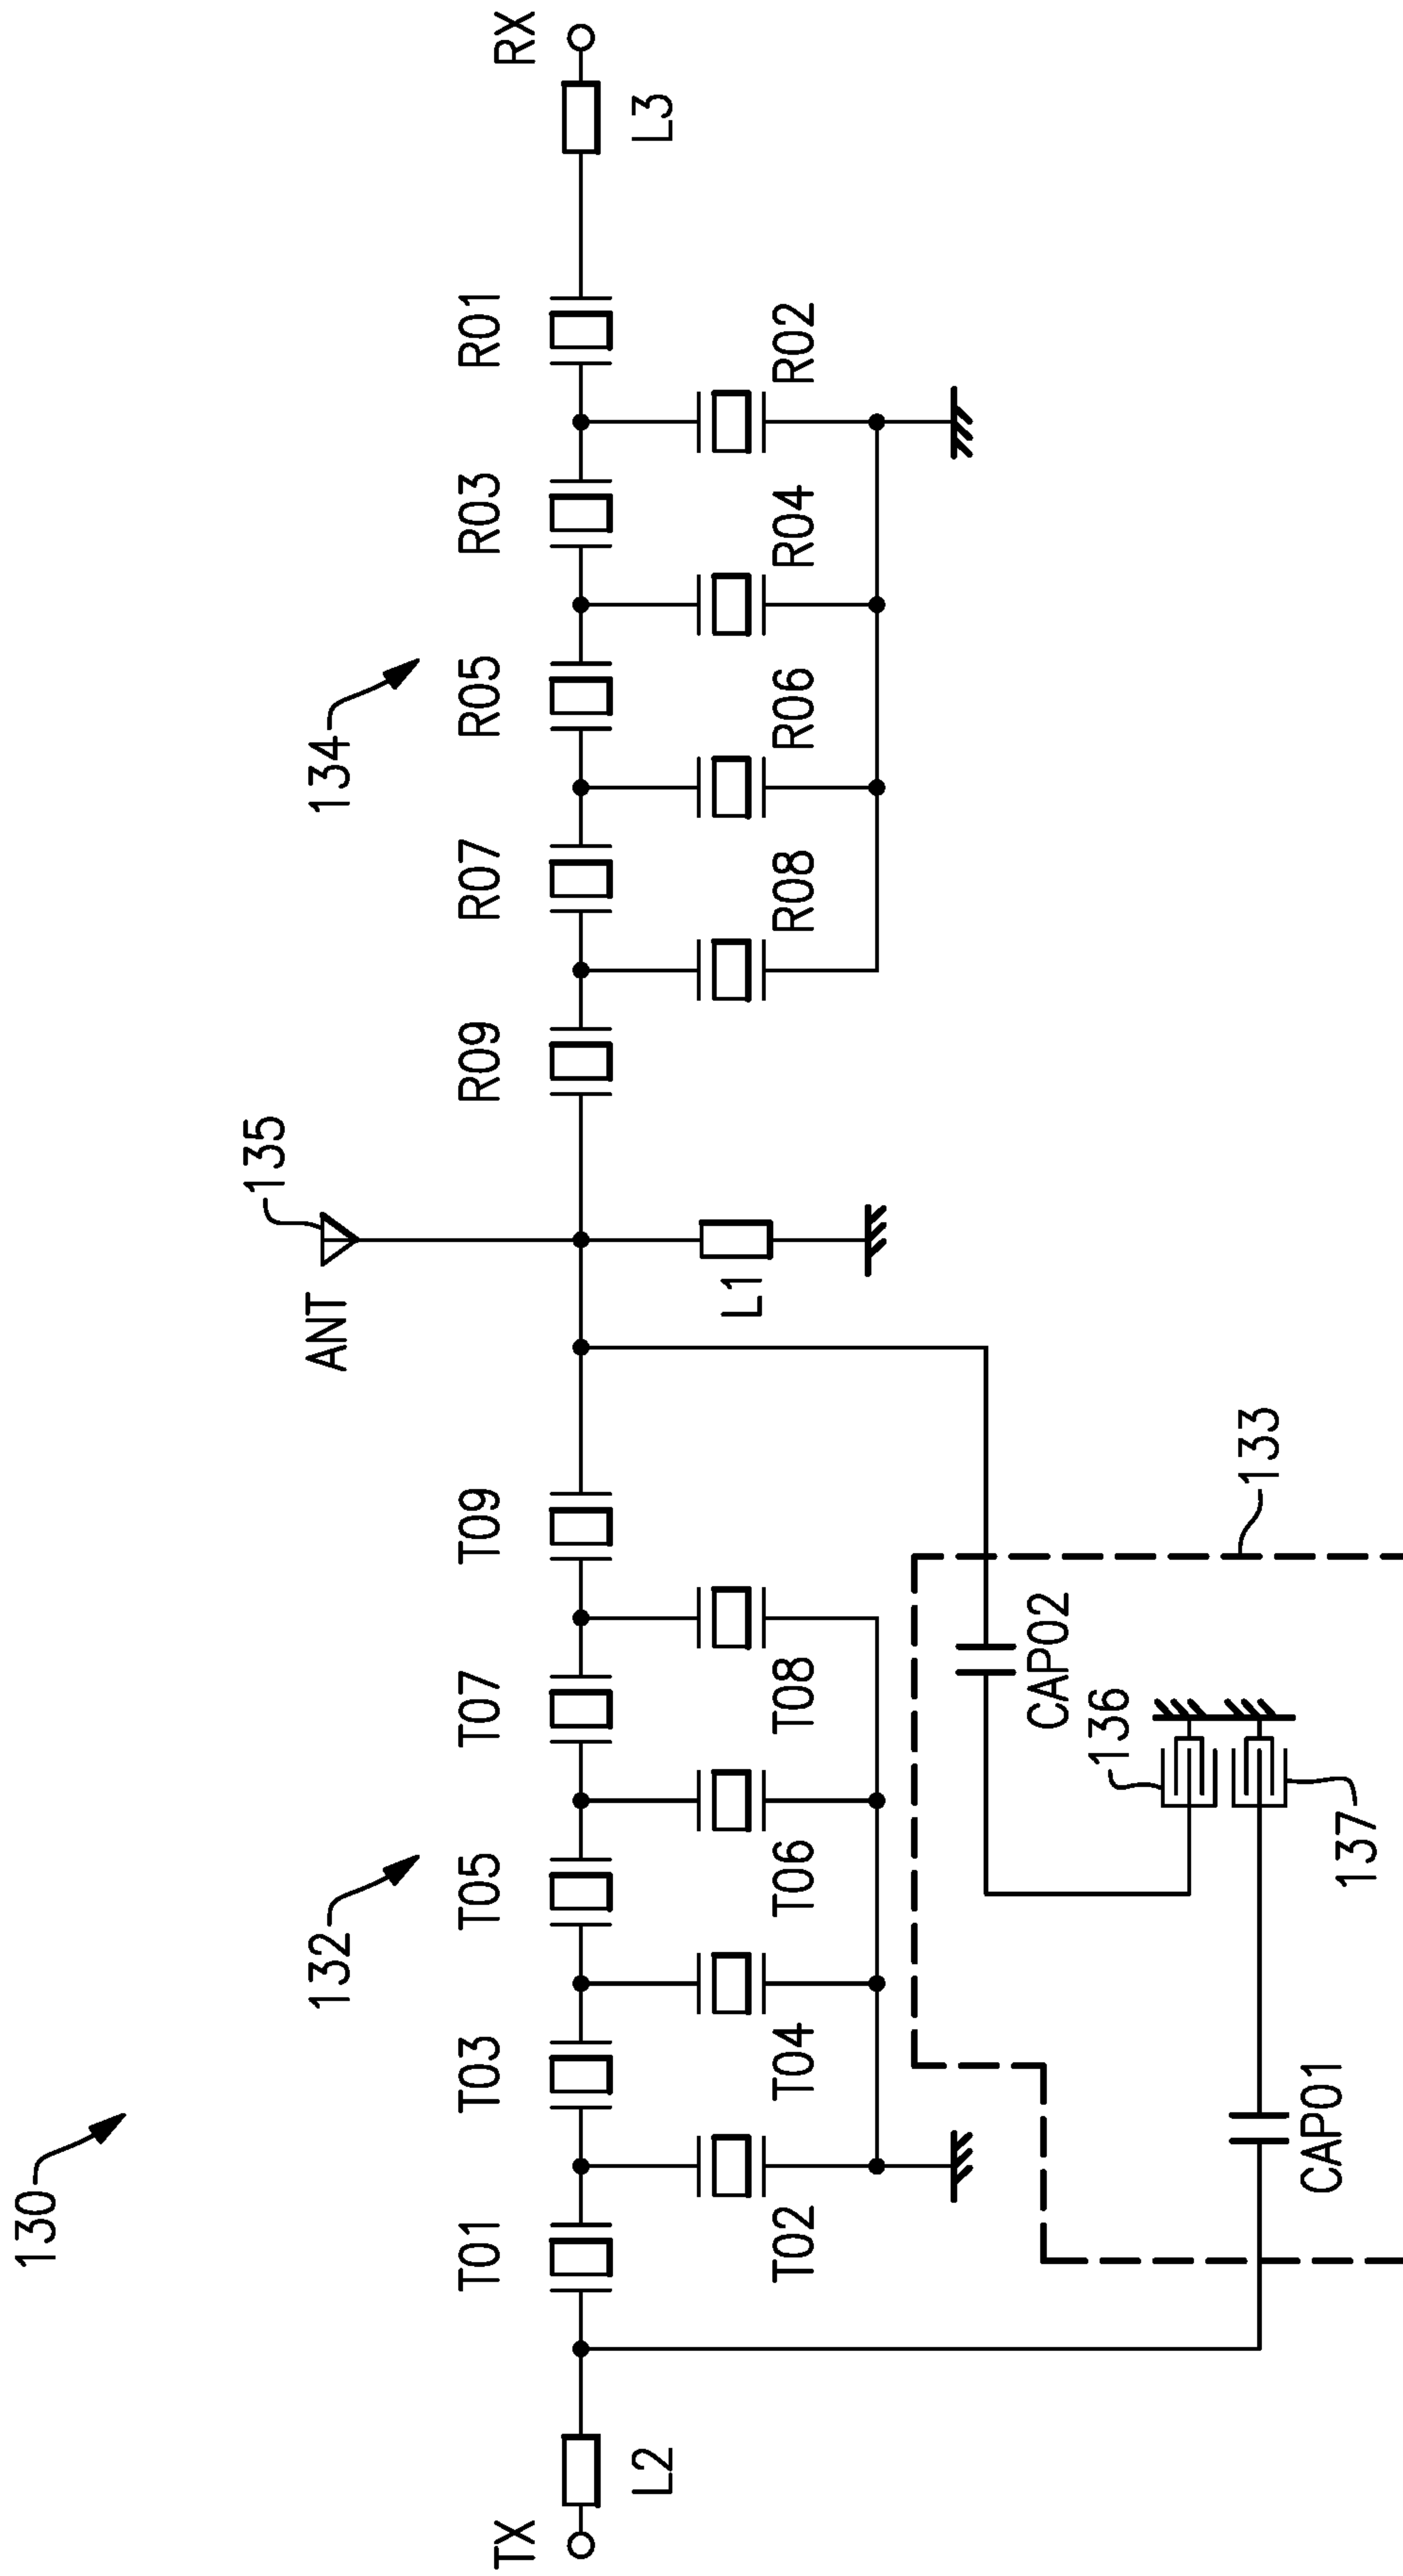 130
132
134
ANT
135
T01
T03
T05
T07
T09
R09
R07
R05
R03
R01
TX
L2
L3
RX
T02
T04
T06
T08
L1
R08
R06
R04
R02
CAP02
136
133
CAP01
137